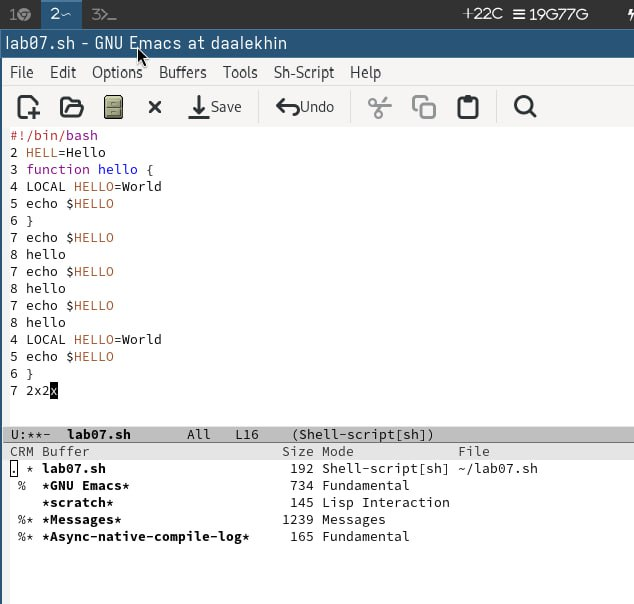 1 2 3 +22C 19G77G
lab07.sh - GNU Emacs at daalekhin
File Edit Options Buffers Tools Sh-Script Help
Save Undo
#!/bin/bash
2 HELL=Hello
3 function hello {
4 LOCAL HELLO=World
5 echo $HELLO
6 }
7 echo $HELLO
8 hello
7 echo $HELLO
8 hello
7 echo $HELLO
8 hello
4 LOCAL HELLO=World
5 echo $HELLO
6 }
7 2x2x
U:**- lab07.sh All L16 (Shell-script[sh])
CRM Buffer Size Mode File
. * lab07.sh 192 Shell-script[sh] ~/lab07.sh
% *GNU Emacs* 734 Fundamental
*scratch* 145 Lisp Interaction
%* *Messages* 1239 Messages
%* *Async-native-compile-log* 165 Fundamental